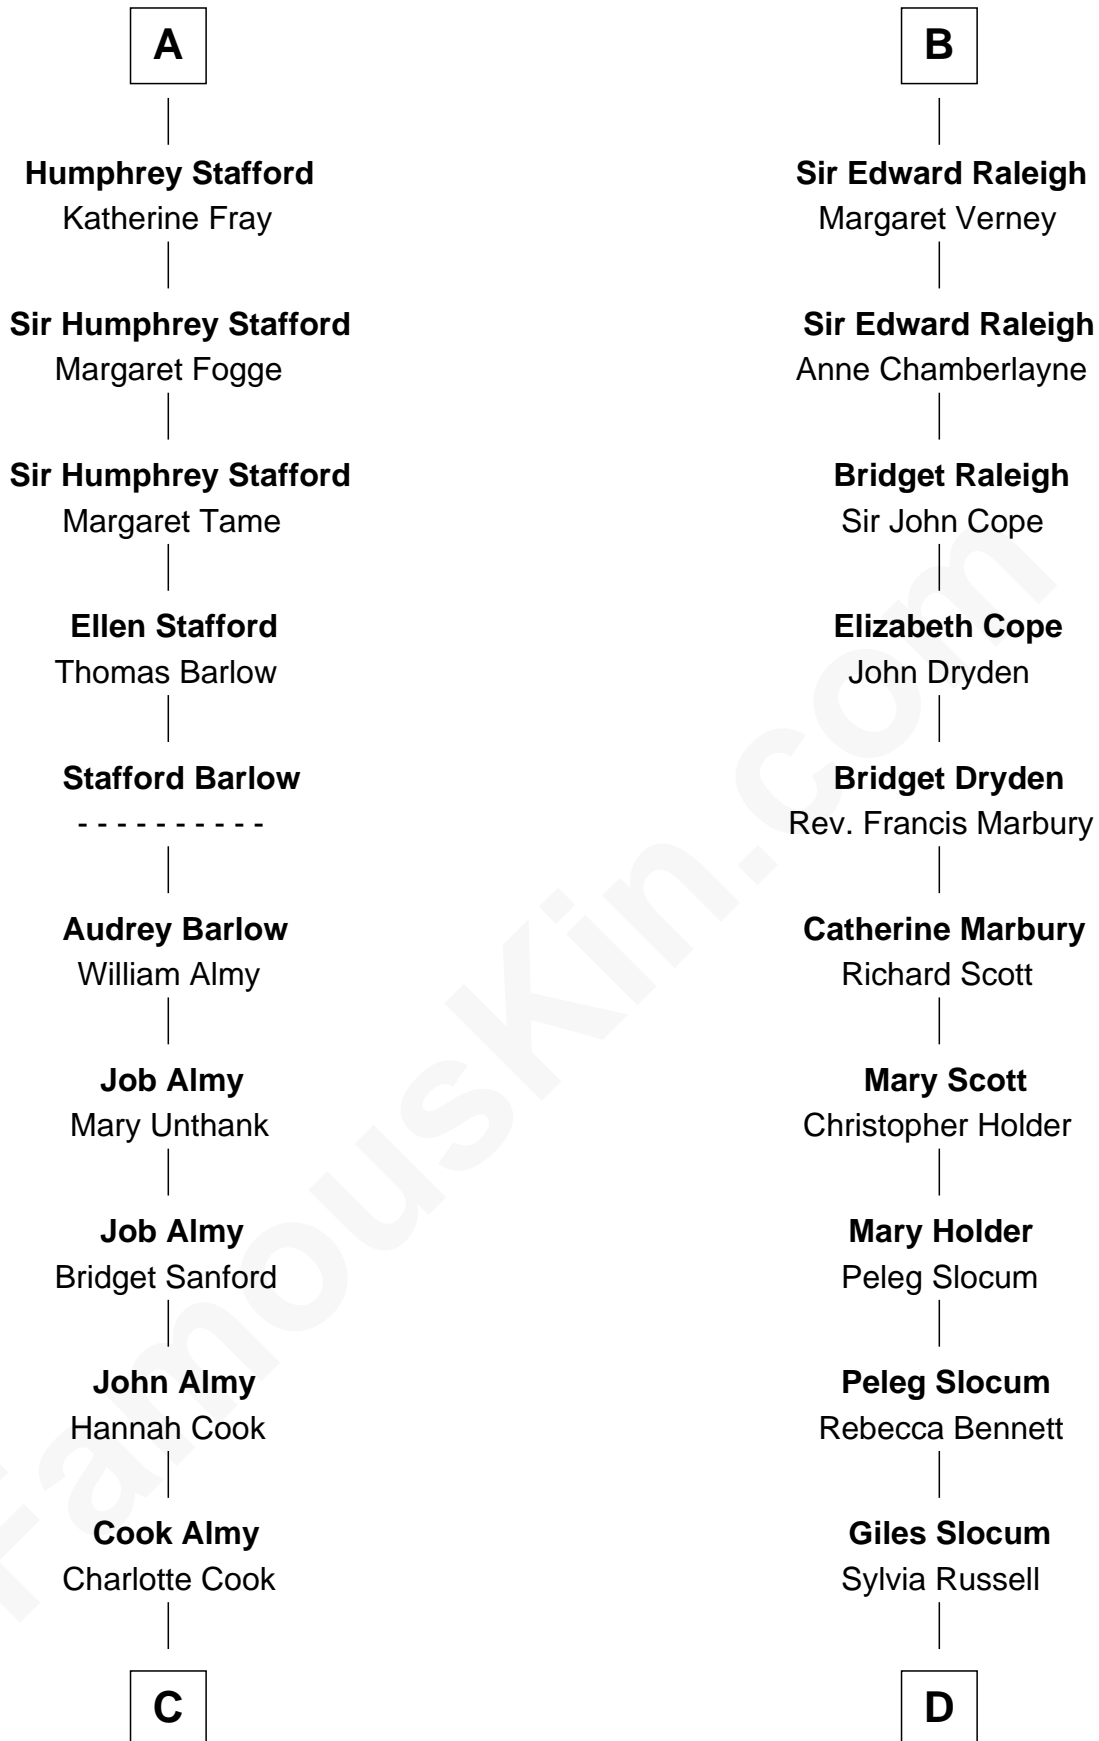 A
Humphrey Stafford
Katherine Fray
Sir Humphrey Stafford
Margaret Fogge
Sir Humphrey Stafford
Margaret Tame
Ellen Stafford
Thomas Barlow
Stafford Barlow
- - - - - - - - - -
Audrey Barlow
William Almy
Job Almy
Mary Unthank
Job Almy
Bridget Sanford
John Almy
Hannah Cook
Cook Almy
Charlotte Cook
C
B
Sir Edward Raleigh
Margaret Verney
Sir Edward Raleigh
Anne Chamberlayne
Bridget Raleigh
Sir John Cope
Elizabeth Cope
John Dryden
Bridget Dryden
Rev. Francis Marbury
Catherine Marbury
Richard Scott
Mary Scott
Christopher Holder
Mary Holder
Peleg Slocum
Peleg Slocum
Rebecca Bennett
Giles Slocum
Sylvia Russell
D
FamousKin.com